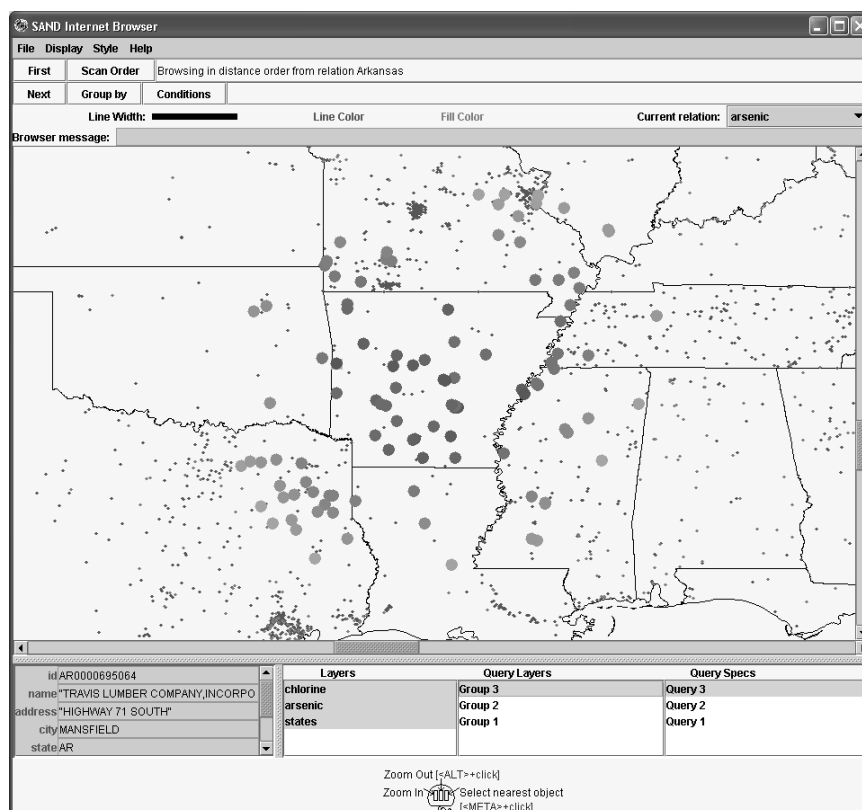 SAND Internet Browser
File Display Style Help
First Scan Order Browsing in distance order from relation Arkansas
Next Group by Conditions
Line Width: Line Color Fill Color Current relation: arsenic
Browser message:
id AR0000695064
name "TRAVIS LUMBER COMPANY,INCORPO
address "HIGHWAY 71 SOUTH"
city MANSFIELD
state AR
Layers Query Layers Query Specs
chlorine Group 3 Query 3
arsenic Group 2 Query 2
states Group 1 Query 1
Zoom Out [<ALT>+click]
Zoom In Select nearest object
[<META>+click]